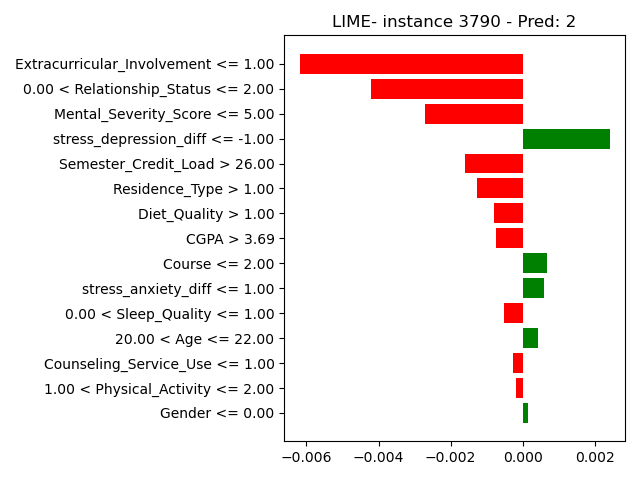 LIME- instance 3790 - Pred: 2
Extracurricular_Involvement <= 1.00
0.00 < Relationship_Status <= 2.00
Mental_Severity_Score <= 5.00
stress_depression_diff <= -1.00
Semester_Credit_Load > 26.00
Residence_Type > 1.00
Diet_Quality > 1.00
CGPA > 3.69
Course <= 2.00
stress_anxiety_diff <= 1.00
0.00 < Sleep_Quality <= 1.00
20.00 < Age <= 22.00
Counseling_Service_Use <= 1.00
1.00 < Physical_Activity <= 2.00
Gender <= 0.00
−0.006 −0.004 −0.002 0.000 0.002